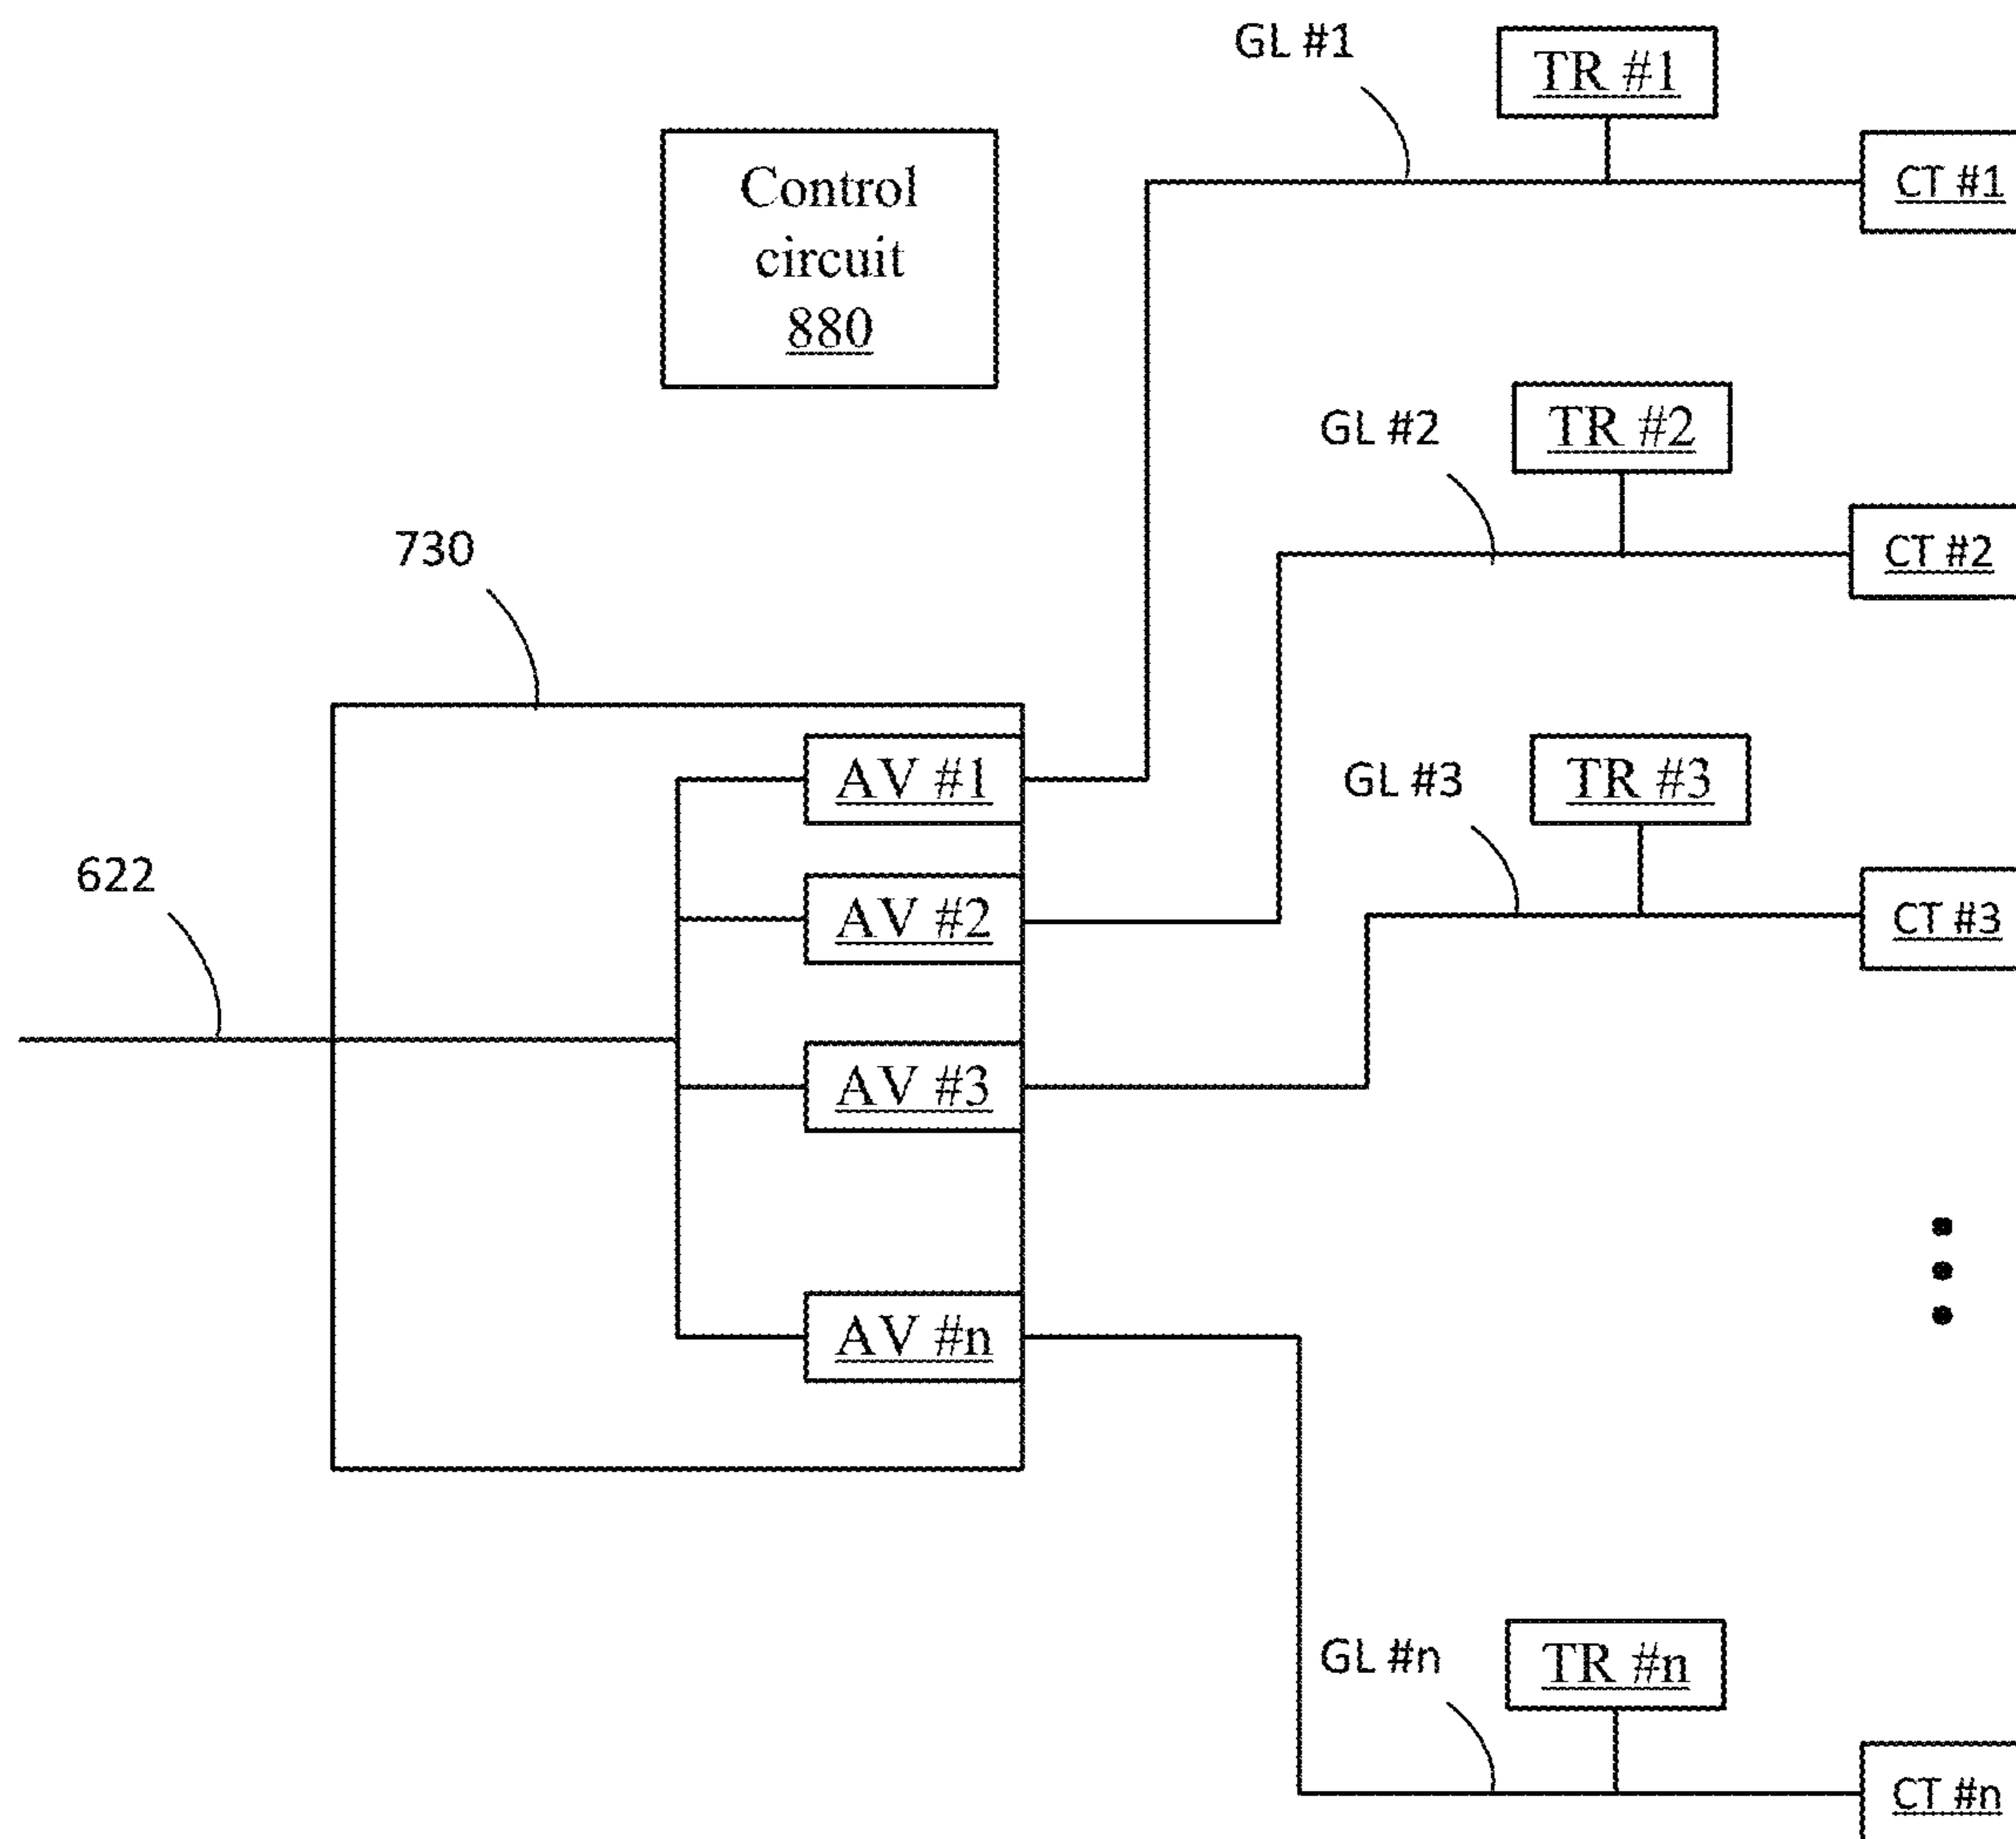 GL #1
TR #1
CT #1
Control
circuit
880
GL #2
TR #2
CT #2
730
GL #3
TR #3
CT #3
AV #1
AV #2
AV #3
AV #n
622
GL #n
TR #n
CT #n